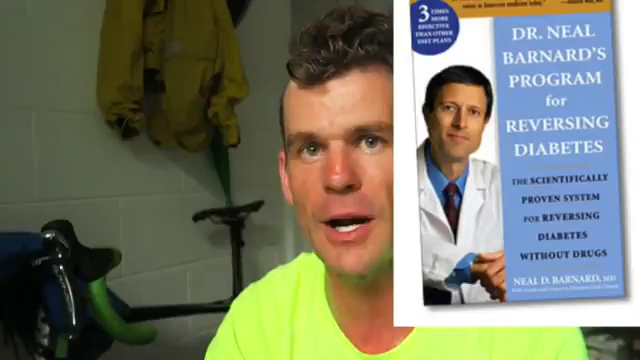 3 TIMES
MORE
EFFECTIVE
THAN OTHER
DIET PLANS
DR. NEAL
BARNARD'S
PROGRAM
for
REVERSING
DIABETES
THE SCIENTIFICALLY
PROVEN SYSTEM
FOR REVERSING
DIABETES
WITHOUT DRUGS
NEAL D. BARNARD, MD